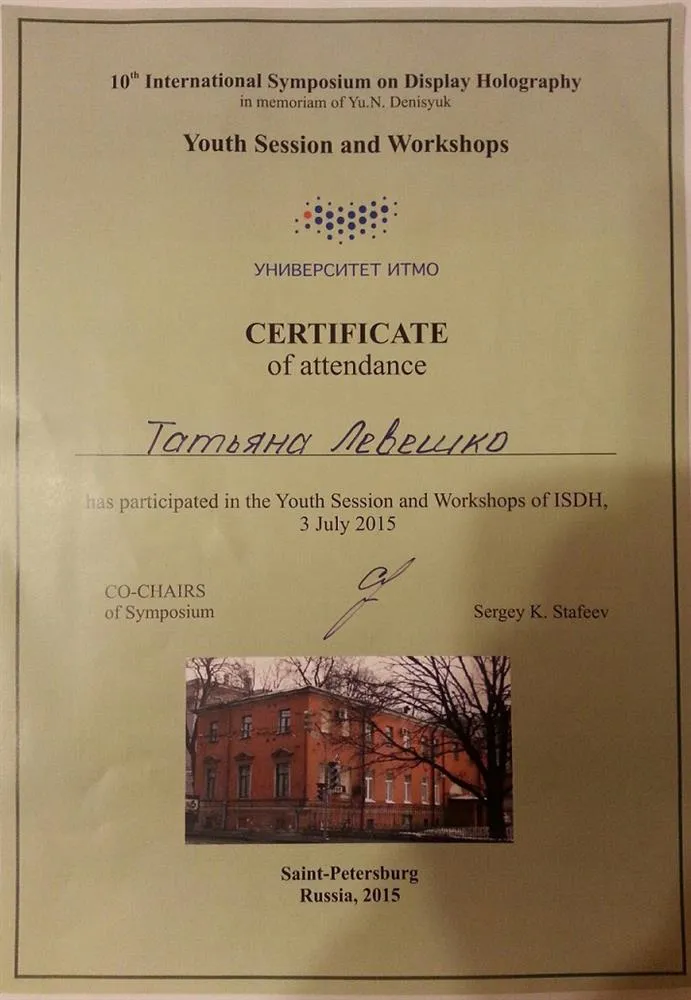 10th International Symposium on Display Holography
in memoriam of Yu.N. Denisyuk
Youth Session and Workshops
УНИВЕРСИТЕТ ИТМО
CERTIFICATE
of attendance
Татьяна Левешко
has participated in the Youth Session and Workshops of ISDH,
3 July 2015
CO-CHAIRS
of Symposium
Sergey K. Stafeev
Saint-Petersburg
Russia, 2015